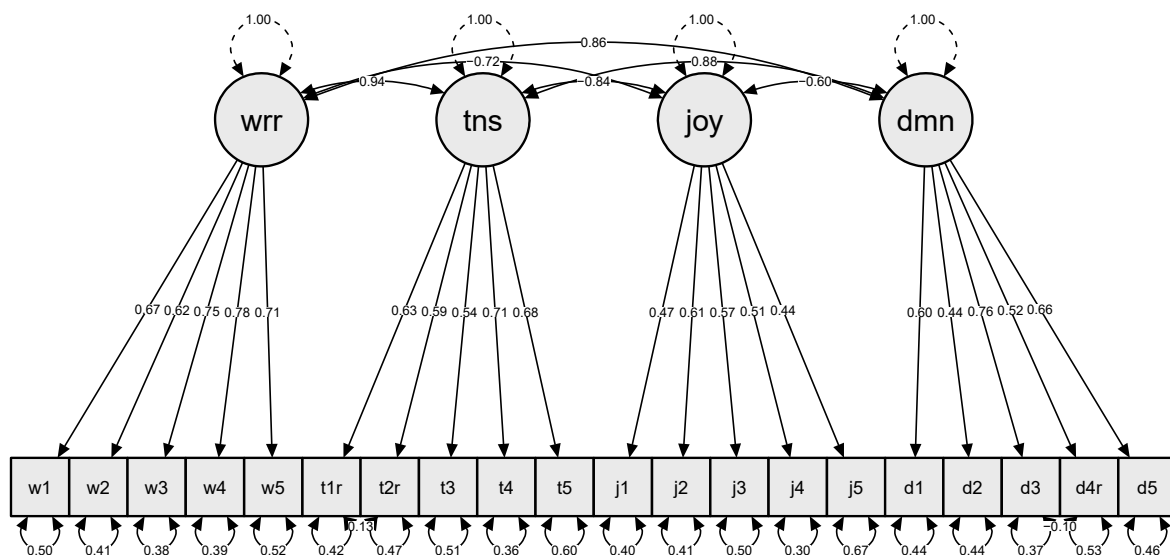 1.00 1.00 1.00 1.00
0.86
−0.72 0.88
0.94 −0.84 −0.60
wrr tns joy dmn
0.67 0.62 0.75 0.78 0.71 0.63 0.59 0.54 0.71 0.68 0.47 0.61 0.57 0.51 0.44 0.60 0.44 0.76 0.52 0.66
w1 w2 w3 w4 w5 t1r t2r t3 t4 t5 j1 j2 j3 j4 j5 d1 d2 d3 d4r d5
0.13 −0.10
0.50 0.41 0.38 0.39 0.52 0.42 0.47 0.51 0.36 0.60 0.40 0.41 0.50 0.30 0.67 0.44 0.44 0.37 0.53 0.46